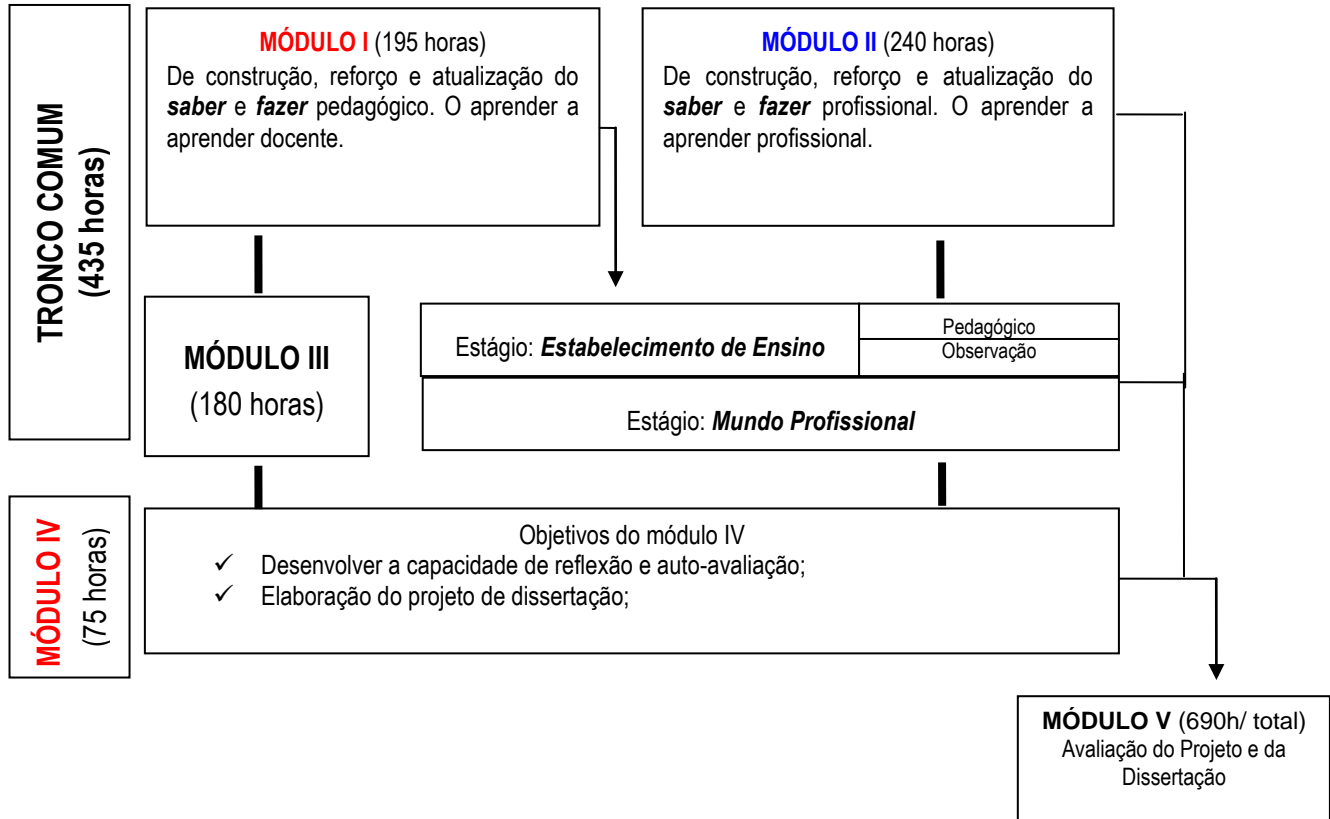 TRONCO COMUM
(435 horas)
MÓDULO I (195 horas)
De construção, reforço e atualização do
saber e fazer pedagógico. O aprender a
aprender docente.
MÓDULO II (240 horas)
De construção, reforço e atualização do
saber e fazer profissional. O aprender a
aprender profissional.
MÓDULO III
(180 horas)
Estágio: Estabelecimento de Ensino
Pedagógico
Observação
Estágio: Mundo Profissional
MÓDULO IV
(75 horas)
Objetivos do módulo IV
✓ Desenvolver a capacidade de reflexão e auto-avaliação;
✓ Elaboração do projeto de dissertação;
MÓDULO V (690h/ total)
Avaliação do Projeto e da
Dissertação